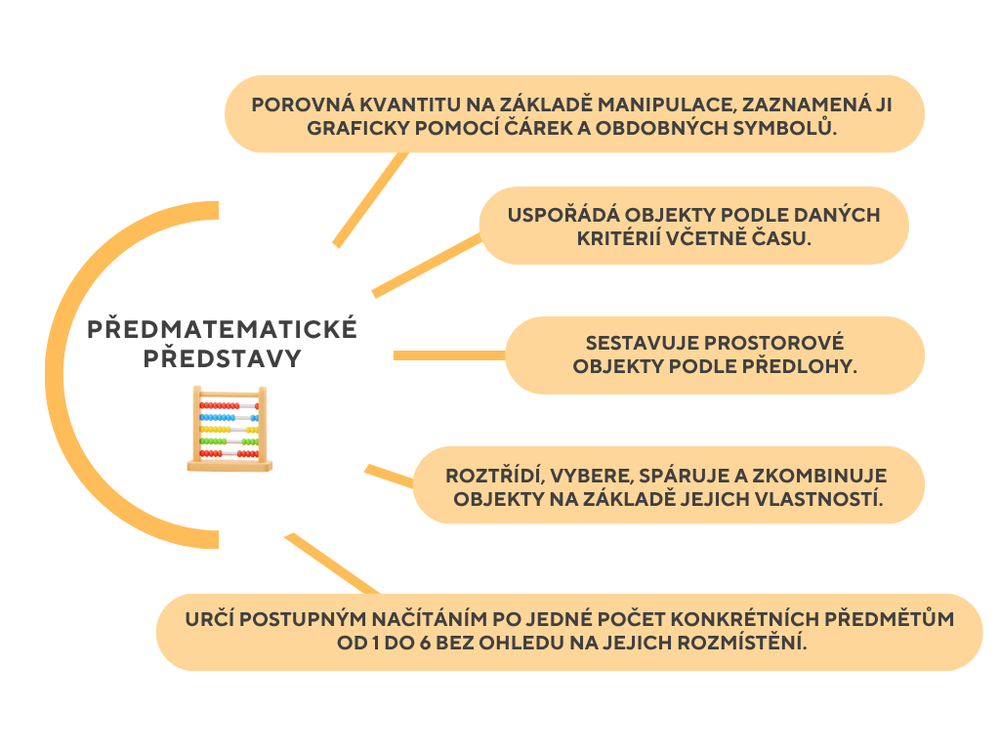 POROVNÁ KVANTITU NA ZÁKLADĚ MANIPULACE, ZAZNAMENÁ JI
GRAFICKY POMOCÍ ČÁREK A OBDOBNÝCH SYMBOLŮ.
USPOŘÁDÁ OBJEKTY PODLE DANÝCH
KRITÉRIÍ VČETNĚ ČASU.
PŘEDMATEMATICKÉ
PŘEDSTAVY
SESTAVUJE PROSTOROVÉ
OBJEKTY PODLE PŘEDLOHY.
ROZTŘÍDÍ, VYBERE, SPÁRUJE A ZKOMBINUJE
OBJEKTY NA ZÁKLADĚ JEJICH VLASTNOSTÍ.
URČÍ POSTUPNÝM NAČÍTÁNÍM PO JEDNÉ POČET KONKRÉTNÍCH PŘEDMĚTŮM
OD 1 DO 6 BEZ OHLEDU NA JEJICH ROZMÍSTĚNÍ.